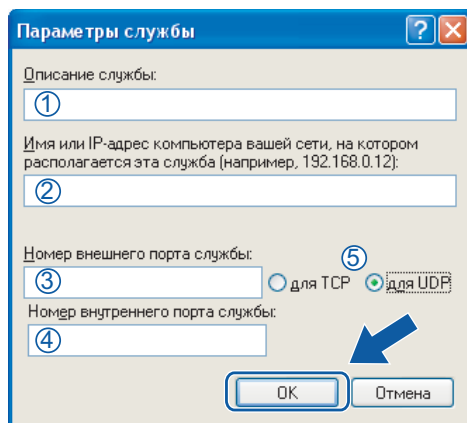 Параметры службы
Описание службы:
①
Имя или IP-адрес компьютера вашей сети, на котором
располагается эта служба (например, 192.168.0.12):
②
Номер внешнего порта службы:
⑤
③
для TCP
для UDP
Номер внутреннего порта службы:
④
OK
Отмена